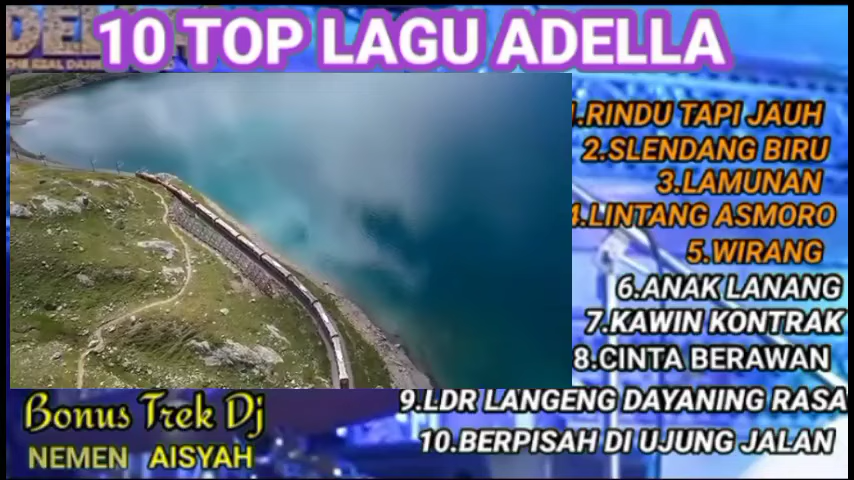 10 TOP LAGU ADELLA
THE REAL
1.RINDU TAPI JAUH
2.SLENDANG BIRU
3.LAMUNAN
4.LINTANG ASMORO
5.WIRANG
6.ANAK LANANG
7.KAWIN KONTRAK
8.CINTA BERAWAN
9.LDR LANGENG DAYANING RASA
10.BERPISAH DI UJUNG JALAN
Bonus Trek Dj
NEMEN AISYAH